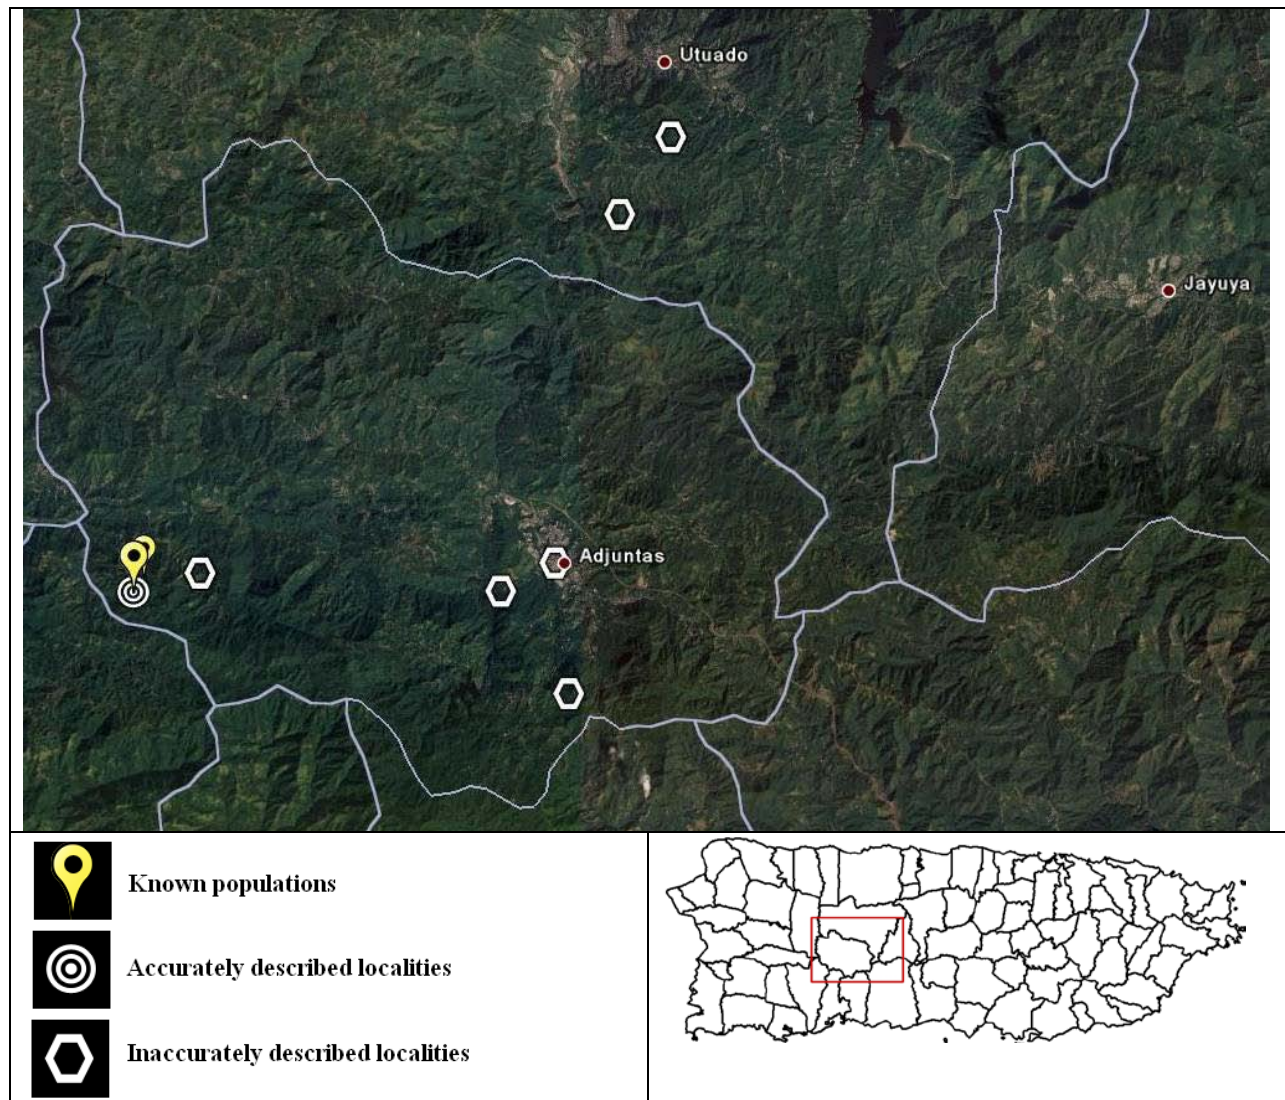 Utuado
Jayuya
Adjuntas
Known populations
Accurately described localities
Inaccurately described localities